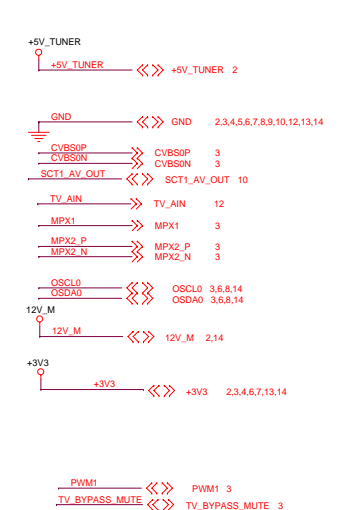 +5V_TUNER
+5V_TUNER +5V_TUNER 2
GND GND 2,3,4,5,6,7,8,9,10,12,13,14
CVBS0P CVBS0P 3
CVBS0N CVBS0N 3
SCT1_AV_OUT SCT1_AV_OUT 10
TV_AIN TV_AIN 12
MPX1 MPX1 3
MPX2_P MPX2_P 3
MPX2_N MPX2_N 3
OSCL0 OSCL0 3,6,8,14
OSDA0 OSDA0 3,6,8,14
12V_M
12V_M 12V_M 2,14
+3V3
+3V3 +3V3 2,3,4,6,7,13,14
PWM1 PWM1 3
TV_BYPASS_MUTE TV_BYPASS_MUTE 3